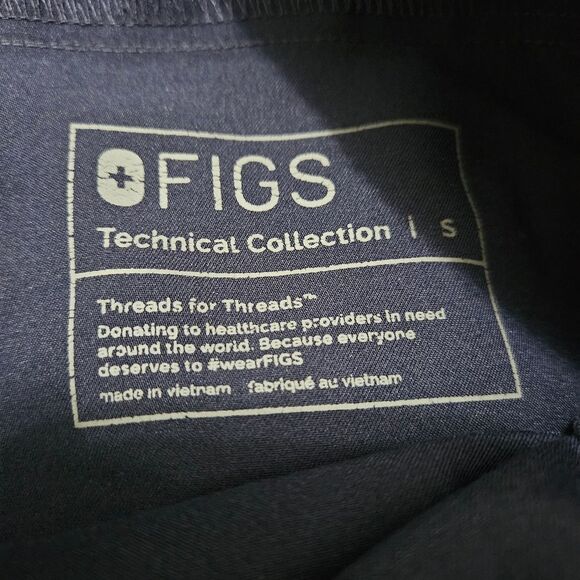 FIGS
Technical Collection | S
Threads for Threads™
Donating to healthcare providers in need
around the world. Because everyone
deserves to #wearFIGS
made in vietnam fabriqué au vietnam